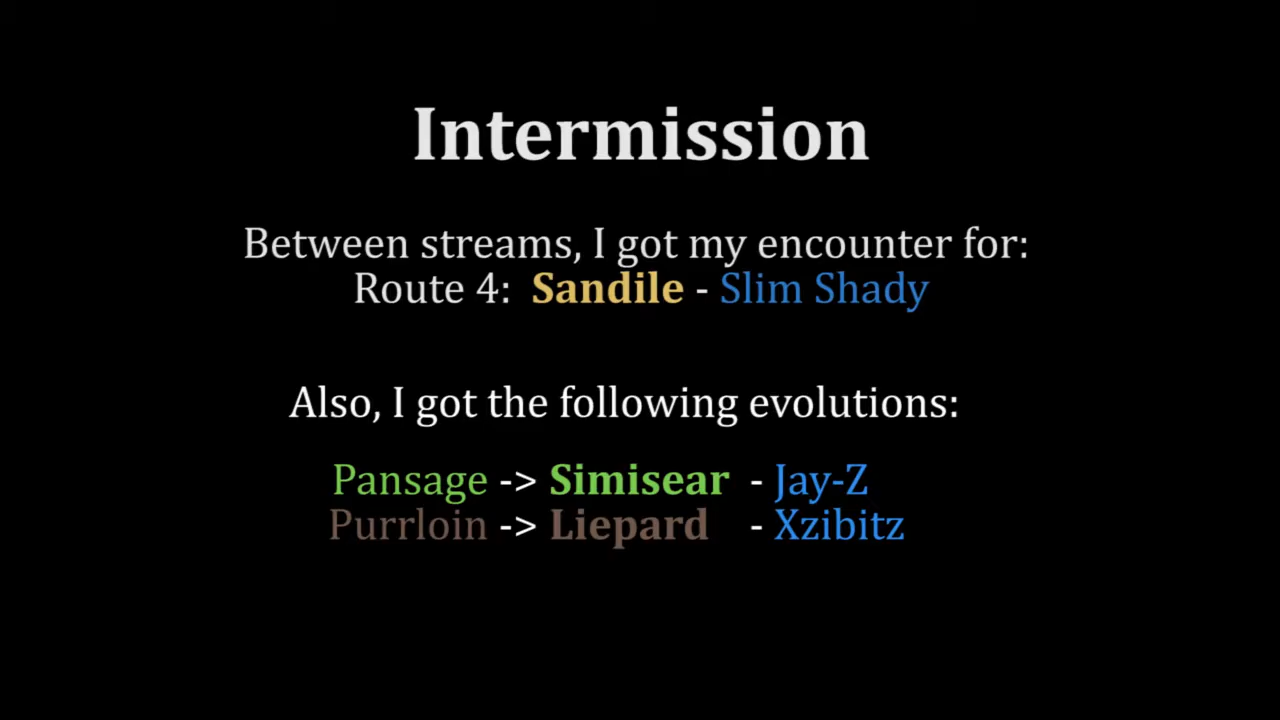 Intermission
Between streams, I got my encounter for:
Route 4: Sandile - Slim Shady
Also, I got the following evolutions:
Pansage -> Simisear - Jay-Z
Purrloin -> Liepard - Xzibitz